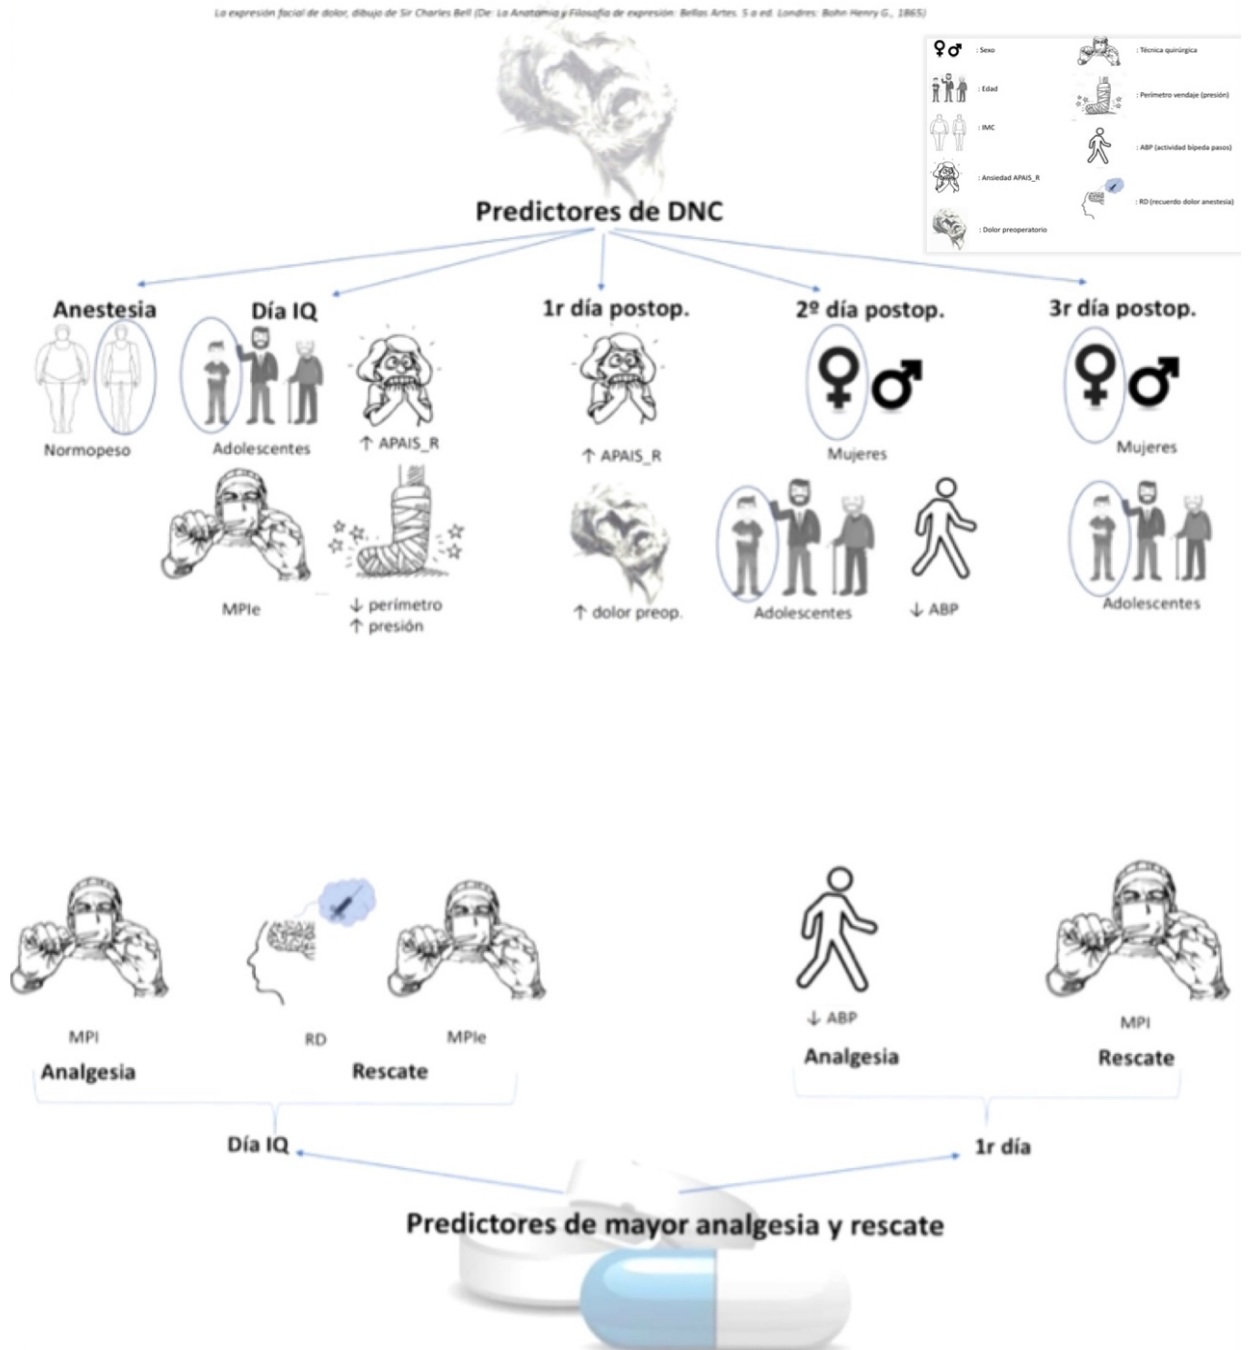 La expresión facial de dolor, dibujo de Sir Charles Bell (De: La Anatomía y Filosofía de expresión: Bellas Artes. 5 a ed. Londres: Bohn Henry G., 1865)
: Sexo
: Técnica quirúrgica
: Edad
: Perímetro vendaje (presión)
: IMC
: ABP (actividad bípeda pasos)
: Ansiedad APAIS_R
: RD (recuerdo dolor anestesia)
: Dolor preoperatorio
Predictores de DNC
Anestesia
Día IQ
1r día postop.
2º día postop.
3r día postop.
Normopeso
Adolescentes
↑ APAIS_R
↑ APAIS_R
Mujeres
Mujeres
MPIe
↓ perímetro
↑ presión
↑ dolor preop.
Adolescentes
↓ ABP
Adolescentes
MPI
RD
MPIe
↓ ABP
MPI
Analgesia
Rescate
Analgesia
Rescate
Día IQ
1r día
Predictores de mayor analgesia y rescate